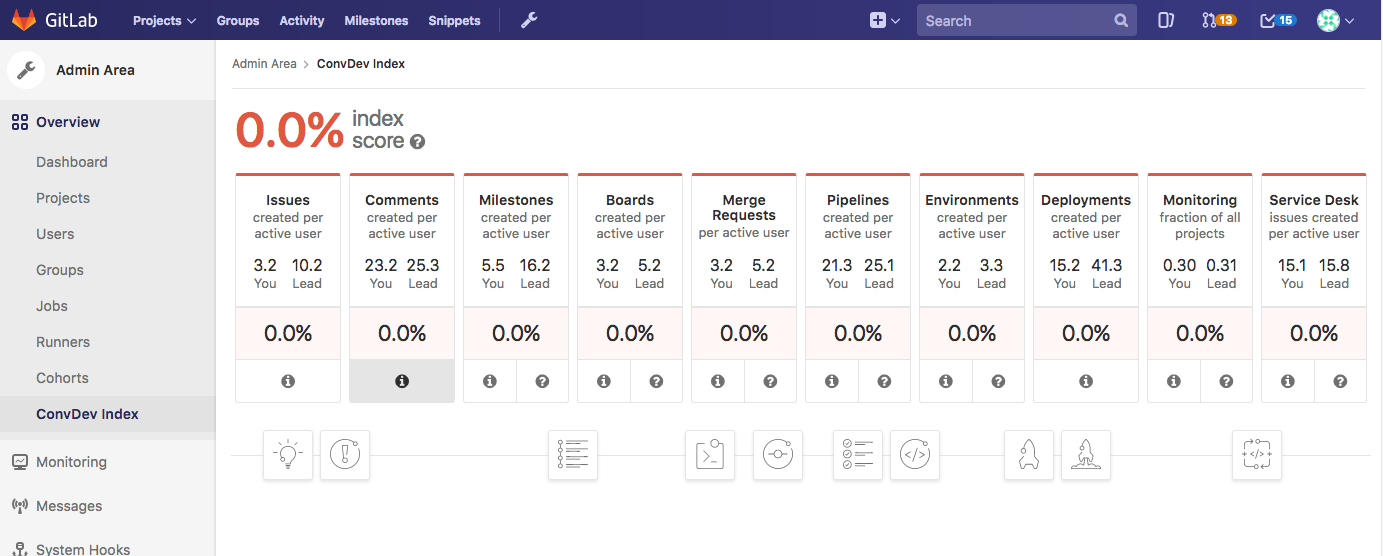 GitLab Projects Groups Activity Milestones Snippets Search 13 15
Admin Area
Overview
Dashboard
Projects
Users
Groups
Jobs
Runners
Cohorts
ConvDev Index
Monitoring
Messages
System Hooks
Admin Area > ConvDev Index
0.0% index
score ?
Issues
created per
active user
3.2 10.2
You Lead
0.0%
Comments
created per
active user
23.2 25.3
You Lead
0.0%
Milestones
created per
active user
5.5 16.2
You Lead
0.0%
Boards
created per
active user
3.2 5.2
You Lead
0.0%
Merge
Requests
per active user
3.2 5.2
You Lead
0.0%
Pipelines
created per
active user
21.3 25.1
You Lead
0.0%
Environments
created per
active user
2.2 3.3
You Lead
0.0%
Deployments
created per
active user
15.2 41.3
You Lead
0.0%
Monitoring
fraction of all
projects
0.30 0.31
You Lead
0.0%
Service Desk
issues created
per active user
15.1 15.8
You Lead
0.0%